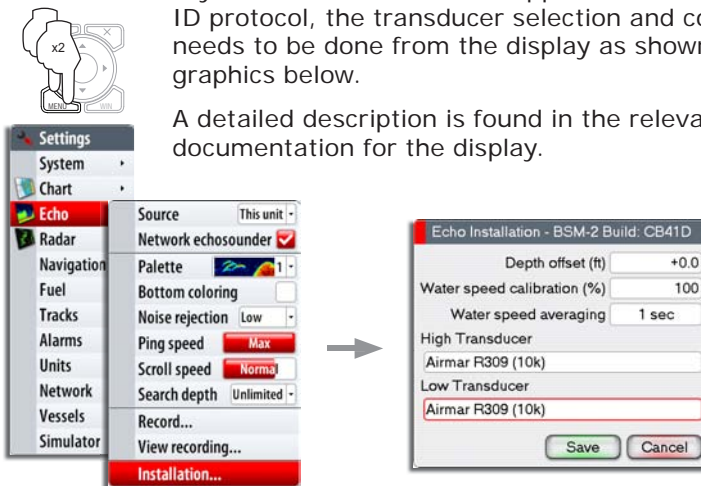 ID protocol, the transducer selection and co
needs to be done from the display as shown
graphics below.
A detailed description is found in the releva
documentation for the display.
x2
MENU
WIN
Settings
System
Chart
Echo
Radar
Navigation
Fuel
Tracks
Alarms
Units
Network
Vessels
Simulator
Source This unit
Network echosounder
Palette 1
Bottom coloring
Noise rejection Low
Ping speed Max
Scroll speed Normal
Search depth Unlimited
Record...
View recording...
Installation...
Echo Installation - BSM-2 Build: CB41D
Depth offset (ft) +0.0
Water speed calibration (%) 100
Water speed averaging 1 sec
High Transducer
Airmar R309 (10k)
Low Transducer
Airmar R309 (10k)
Save Cancel